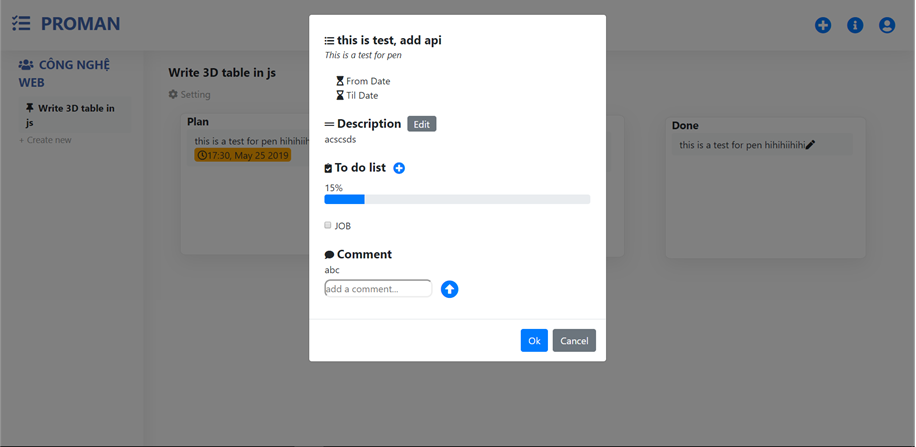 PROMAN
CÔNG NGHỆ
WEB
Write 3D table in
js
+ Create new
Write 3D table in js
Setting
Plan
this is a test for pen hihihiih
17:30, May 25 2019
this is test, add api
This is a test for pen
From Date
Til Date
Description Edit
acscsds
To do list
15%
JOB
Comment
abc
add a comment...
Ok Cancel
Done
this is a test for pen hihihiihihi